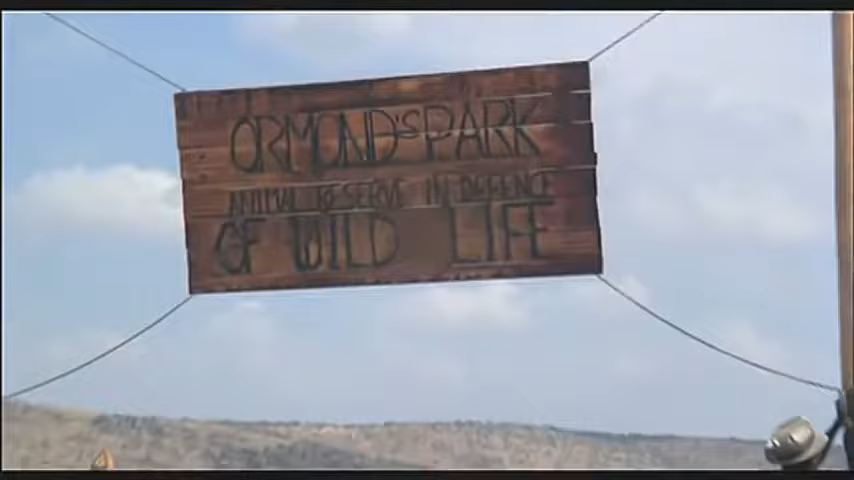 ORMOND'S PARK
ANIMAL RESERVE IN DEFENCE
OF WILD LIFE